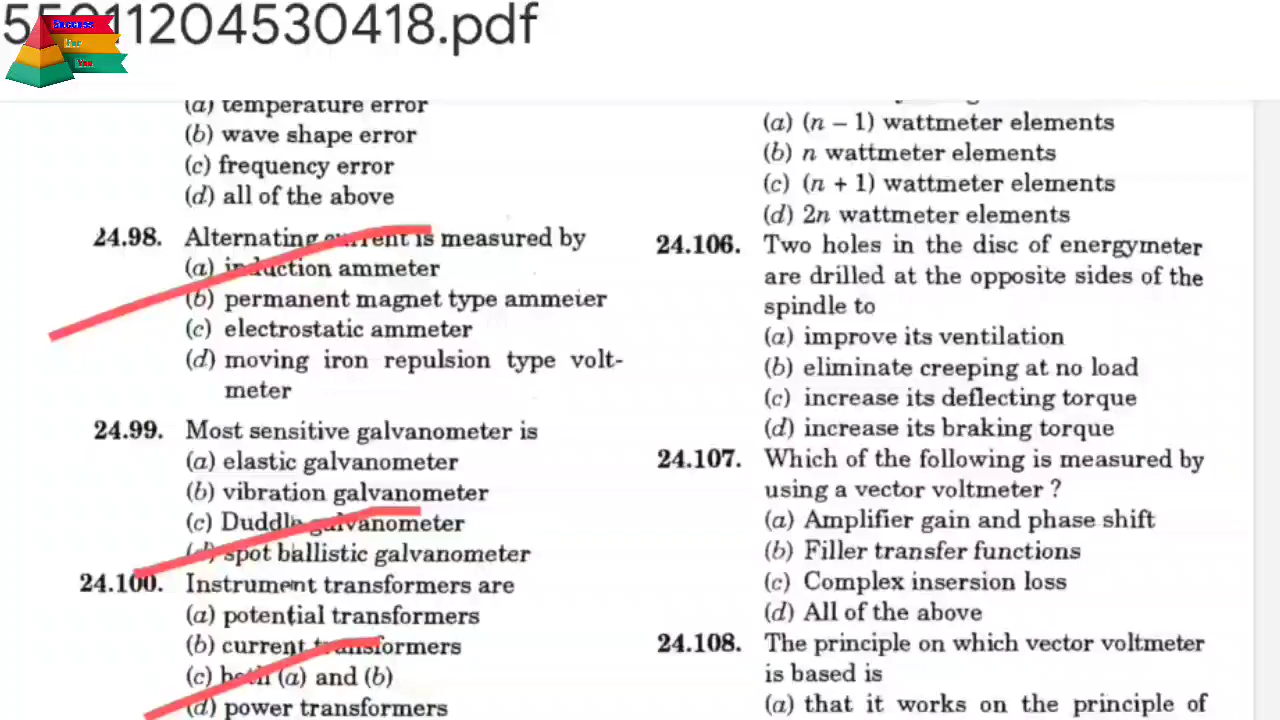 55011204530418.pdf
Success
For
You
(a) temperature error
(b) wave shape error
(c) frequency error
(d) all of the above
24.98. Alternating current is measured by
(a) induction ammeter
(b) permanent magnet type ammeter
(c) electrostatic ammeter
(d) moving iron repulsion type volt-
meter
24.99. Most sensitive galvanometer is
(a) elastic galvanometer
(b) vibration galvanometer
(c) Duddle galvanometer
(d) spot ballistic galvanometer
24.100. Instrument transformers are
(a) potential transformers
(b) current transformers
(c) both (a) and (b)
(d) power transformers
(a) (n – 1) wattmeter elements
(b) n wattmeter elements
(c) (n + 1) wattmeter elements
(d) 2n wattmeter elements
24.106. Two holes in the disc of energymeter
are drilled at the opposite sides of the
spindle to
(a) improve its ventilation
(b) eliminate creeping at no load
(c) increase its deflecting torque
(d) increase its braking torque
24.107. Which of the following is measured by
using a vector voltmeter ?
(a) Amplifier gain and phase shift
(b) Filler transfer functions
(c) Complex insersion loss
(d) All of the above
24.108. The principle on which vector voltmeter
is based is
(a) that it works on the principle of